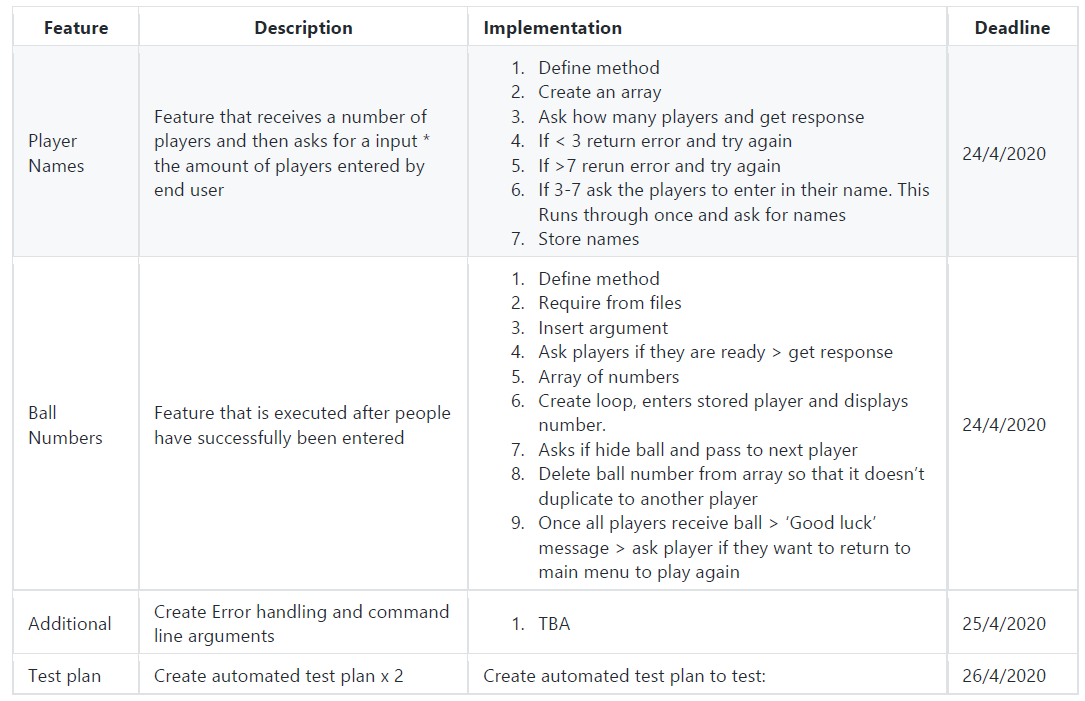 Feature Description Implementation Deadline
Player
Names
Feature that receives a number of
players and then asks for a input *
the amount of players entered by
end user
1. Define method
2. Create an array
3. Ask how many players and get response
4. If < 3 return error and try again
5. If >7 rerun error and try again
6. If 3-7 ask the players to enter in their name. This
Runs through once and ask for names
7. Store names
24/4/2020
Ball
Numbers
Feature that is executed after people
have successfully been entered
1. Define method
2. Require from files
3. Insert argument
4. Ask players if they are ready > get response
5. Array of numbers
6. Create loop, enters stored player and displays
number.
7. Asks if hide ball and pass to next player
8. Delete ball number from array so that it doesn’t
duplicate to another player
9. Once all players receive ball > ‘Good luck’
message > ask player if they want to return to
main menu to play again
24/4/2020
Additional
Create Error handling and command
line arguments
1. TBA
25/4/2020
Test plan
Create automated test plan x 2
Create automated test plan to test:
26/4/2020